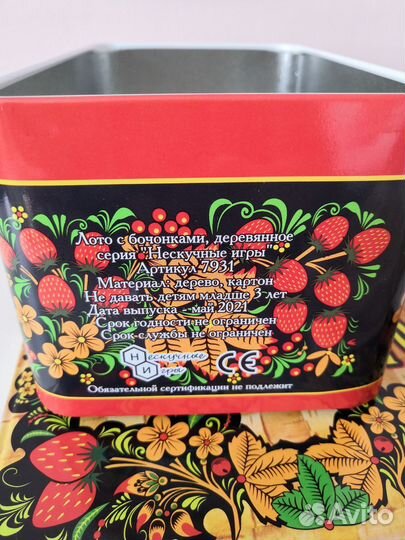 Лото с бочонками, деревянное
серия "Нескучные игры"
Артикул 7931
Материал: дерево, картон
Не давать детям младше 3 лет
Дата выпуска - май 2021
Срок годности не ограничен
Срок службы не ограничен
Н Нескучные
И игры
CE
Обязательной сертификации не подлежит
Avito